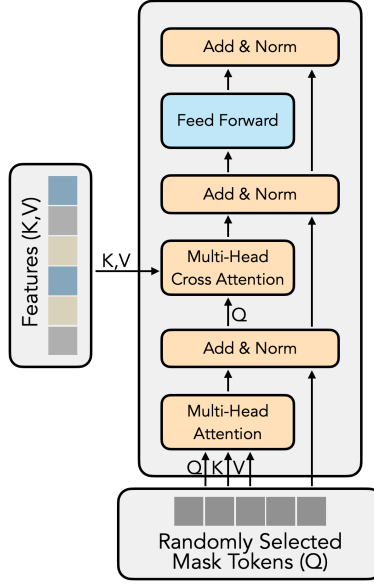 Add & Norm
Feed Forward
Add & Norm
Features (K,V)
K,V
Multi-Head
Cross Attention
Q
Add & Norm
Multi-Head
Attention
Q K V
Randomly Selected
Mask Tokens (Q)